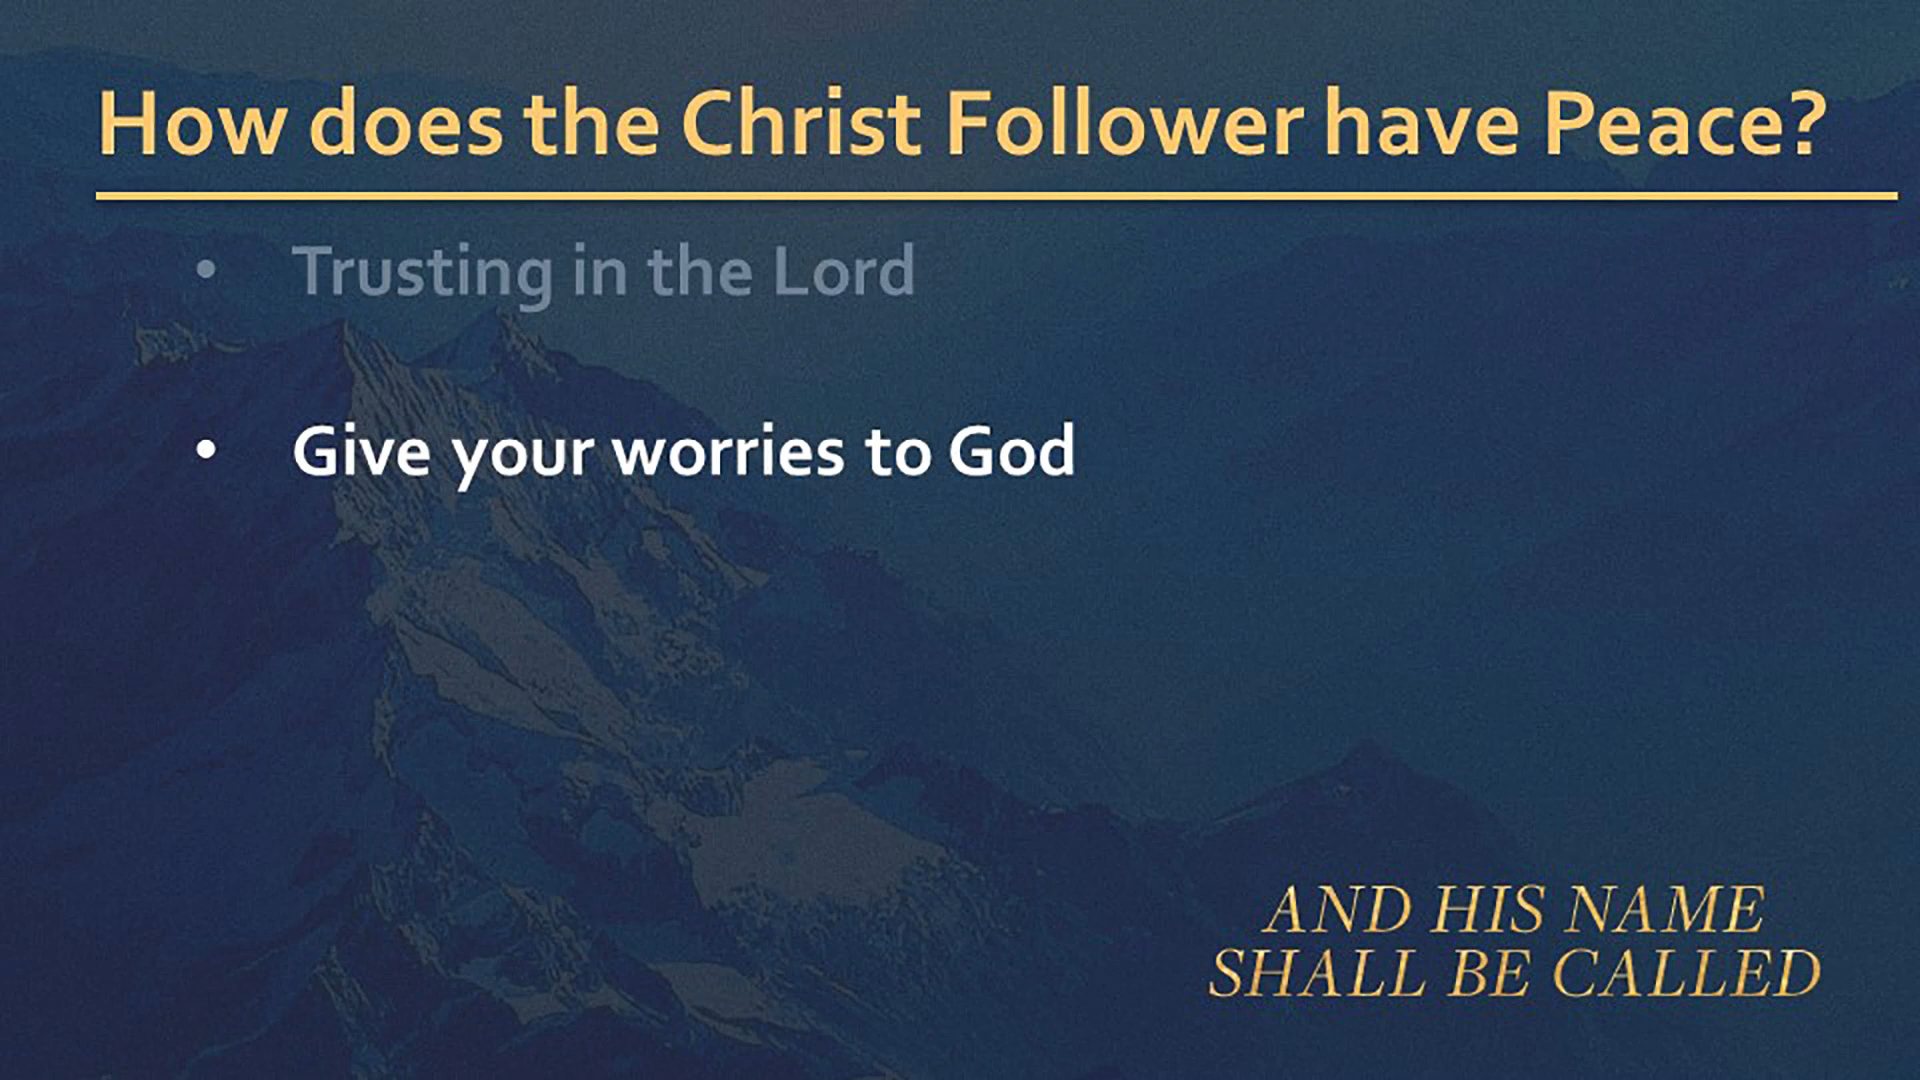 How does the Christ Follower have Peace?
• Trusting in the Lord
• Give your worries to God
AND HIS NAME
SHALL BE CALLED